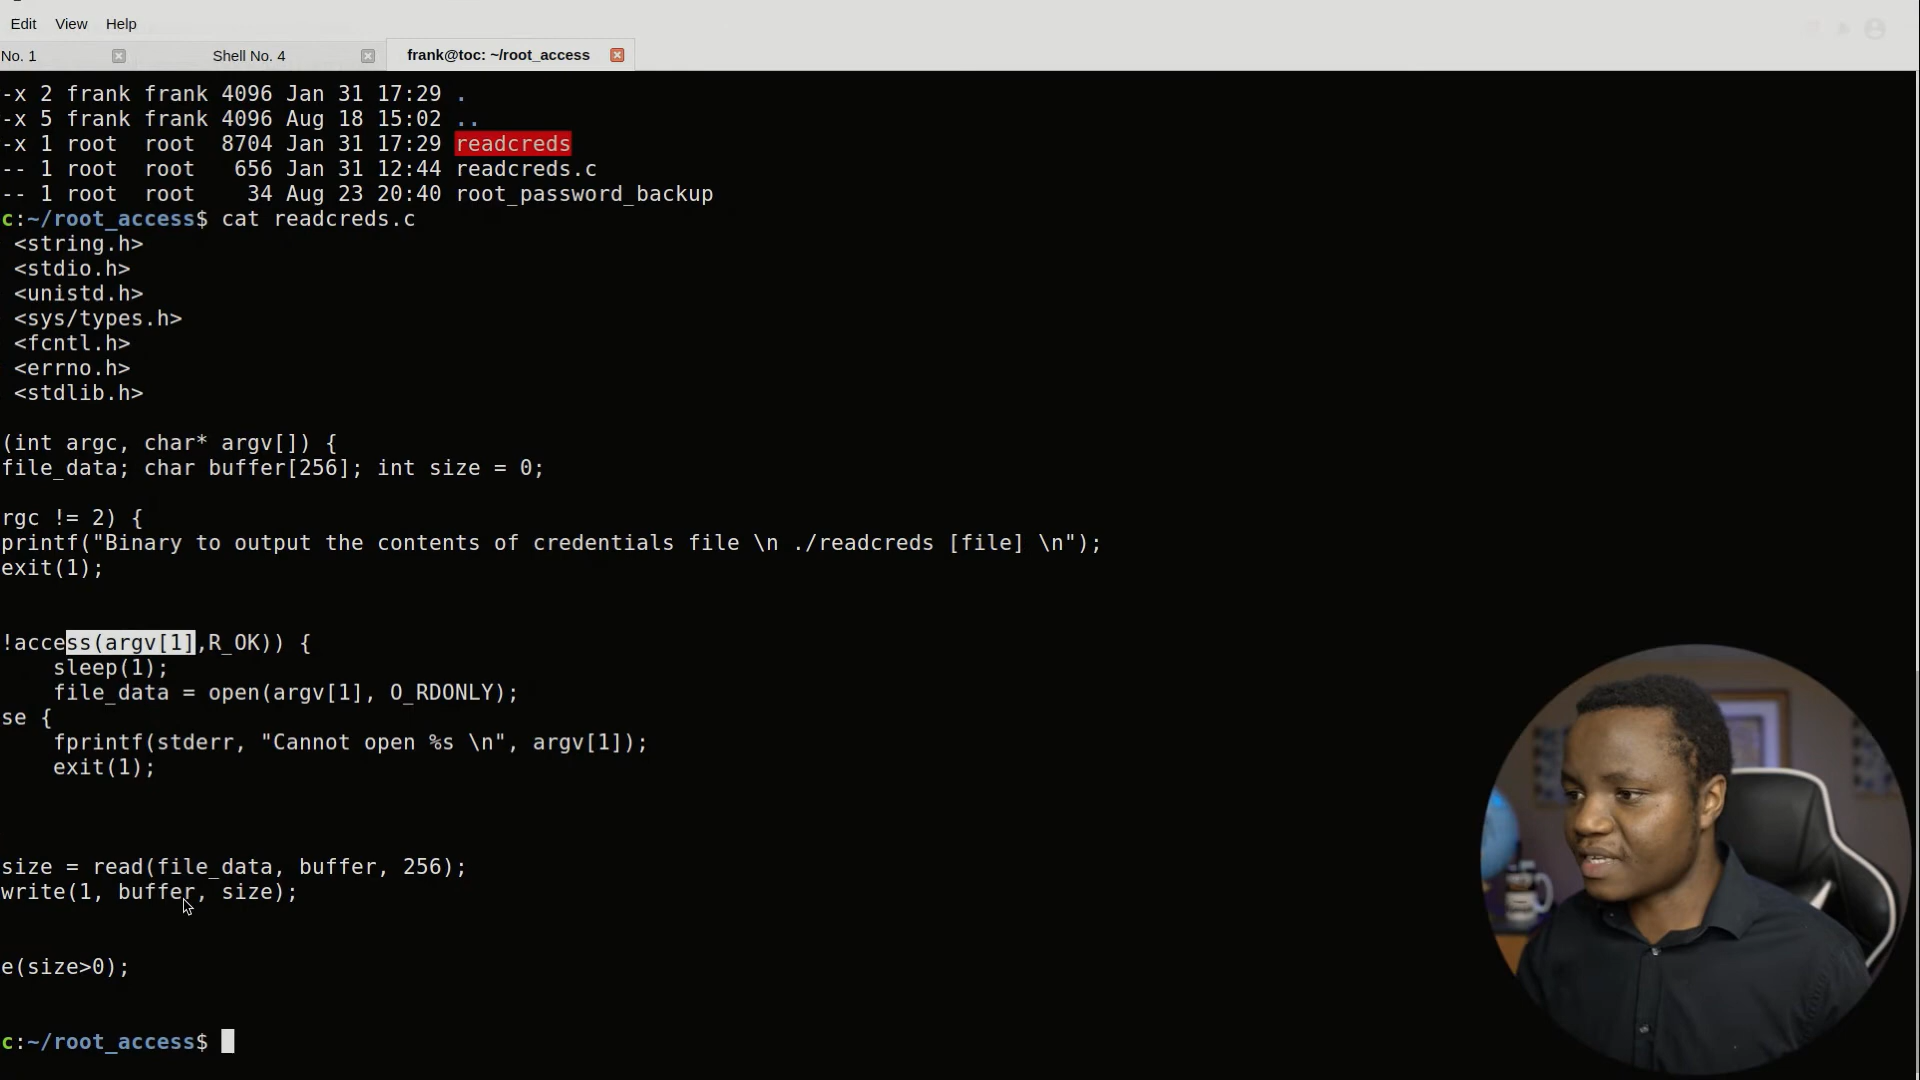 Edit View Help
No. 1 Shell No. 4 frank@toc: ~/root_access
-x 2 frank frank 4096 Jan 31 17:29 .
-x 5 frank frank 4096 Aug 18 15:02 ..
-x 1 root  root  8704 Jan 31 17:29 readcreds
-- 1 root  root   656 Jan 31 12:44 readcreds.c
-- 1 root  root    34 Aug 23 20:40 root_password_backup
c:~/root_access$ cat readcreds.c
<string.h>
<stdio.h>
<unistd.h>
<sys/types.h>
<fcntl.h>
<errno.h>
<stdlib.h>
(int argc, char* argv[]) {
file_data; char buffer[256]; int size = 0;
rgc != 2) {
printf("Binary to output the contents of credentials file \n ./readcreds [file] \n");
exit(1);
!access(argv[1],R_OK)) {
sleep(1);
file_data = open(argv[1], O_RDONLY);
se {
fprintf(stderr, "Cannot open %s \n", argv[1]);
exit(1);
size = read(file_data, buffer, 256);
write(1, buffer, size);
e(size>0);
c:~/root_access$